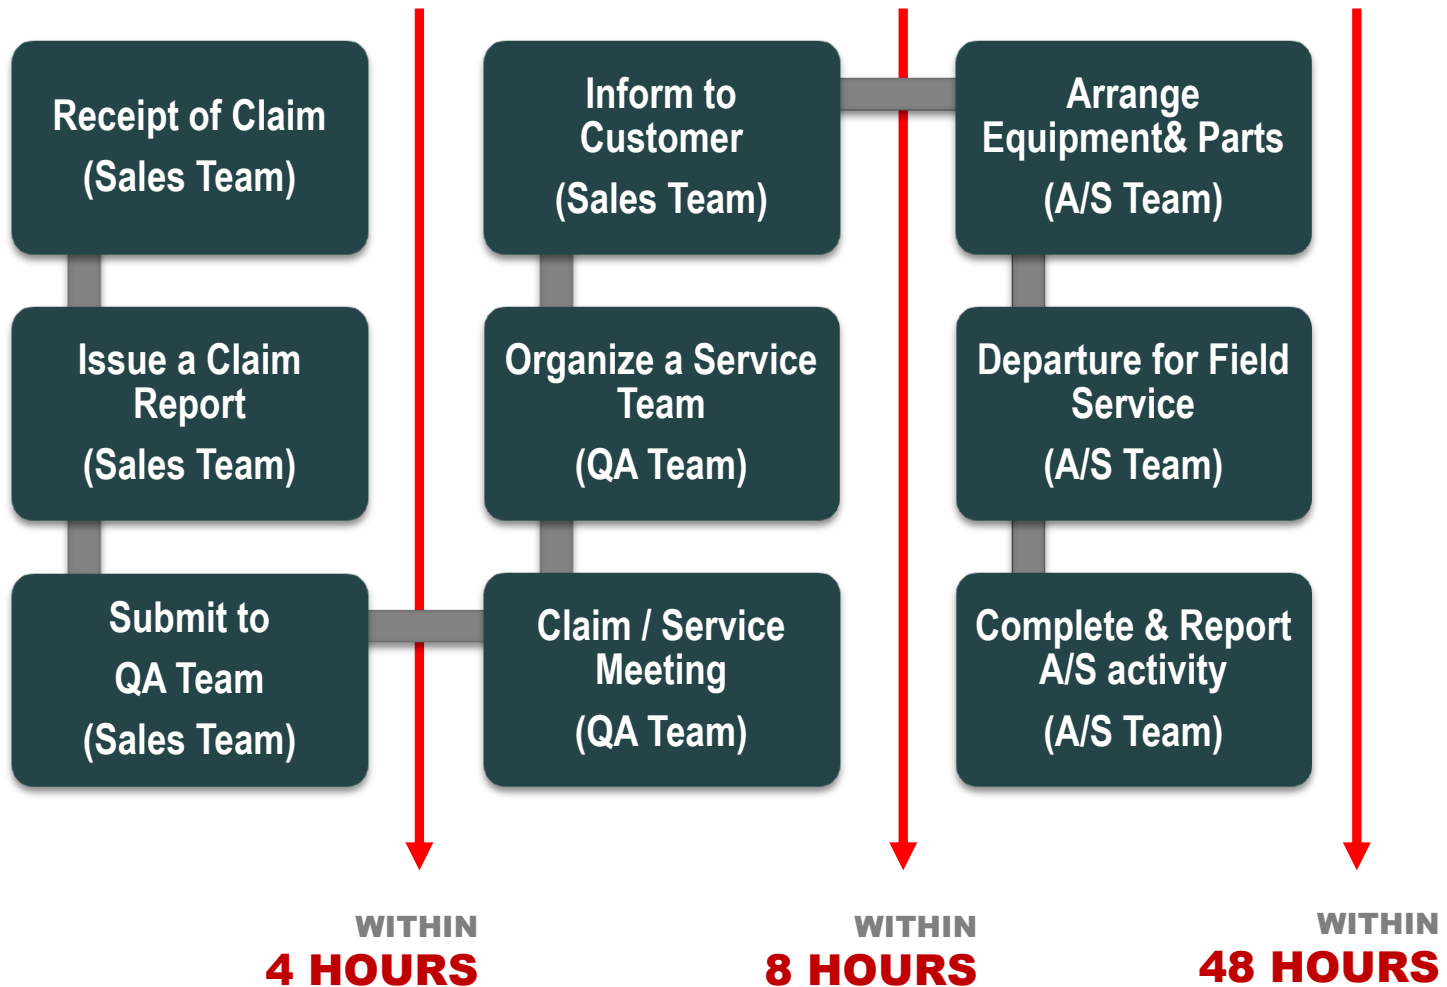 Receipt of Claim
(Sales Team)
Issue a Claim
Report
(Sales Team)
Submit to
QA Team
(Sales Team)
Claim / Service
Meeting
(QA Team)
Organize a Service
Team
(QA Team)
Inform to
Customer
(Sales Team)
Arrange
Equipment& Parts
(A/S Team)
Departure for Field
Service
(A/S Team)
Complete & Report
A/S activity
(A/S Team)
WITHIN
4 HOURS
WITHIN
8 HOURS
WITHIN
48 HOURS